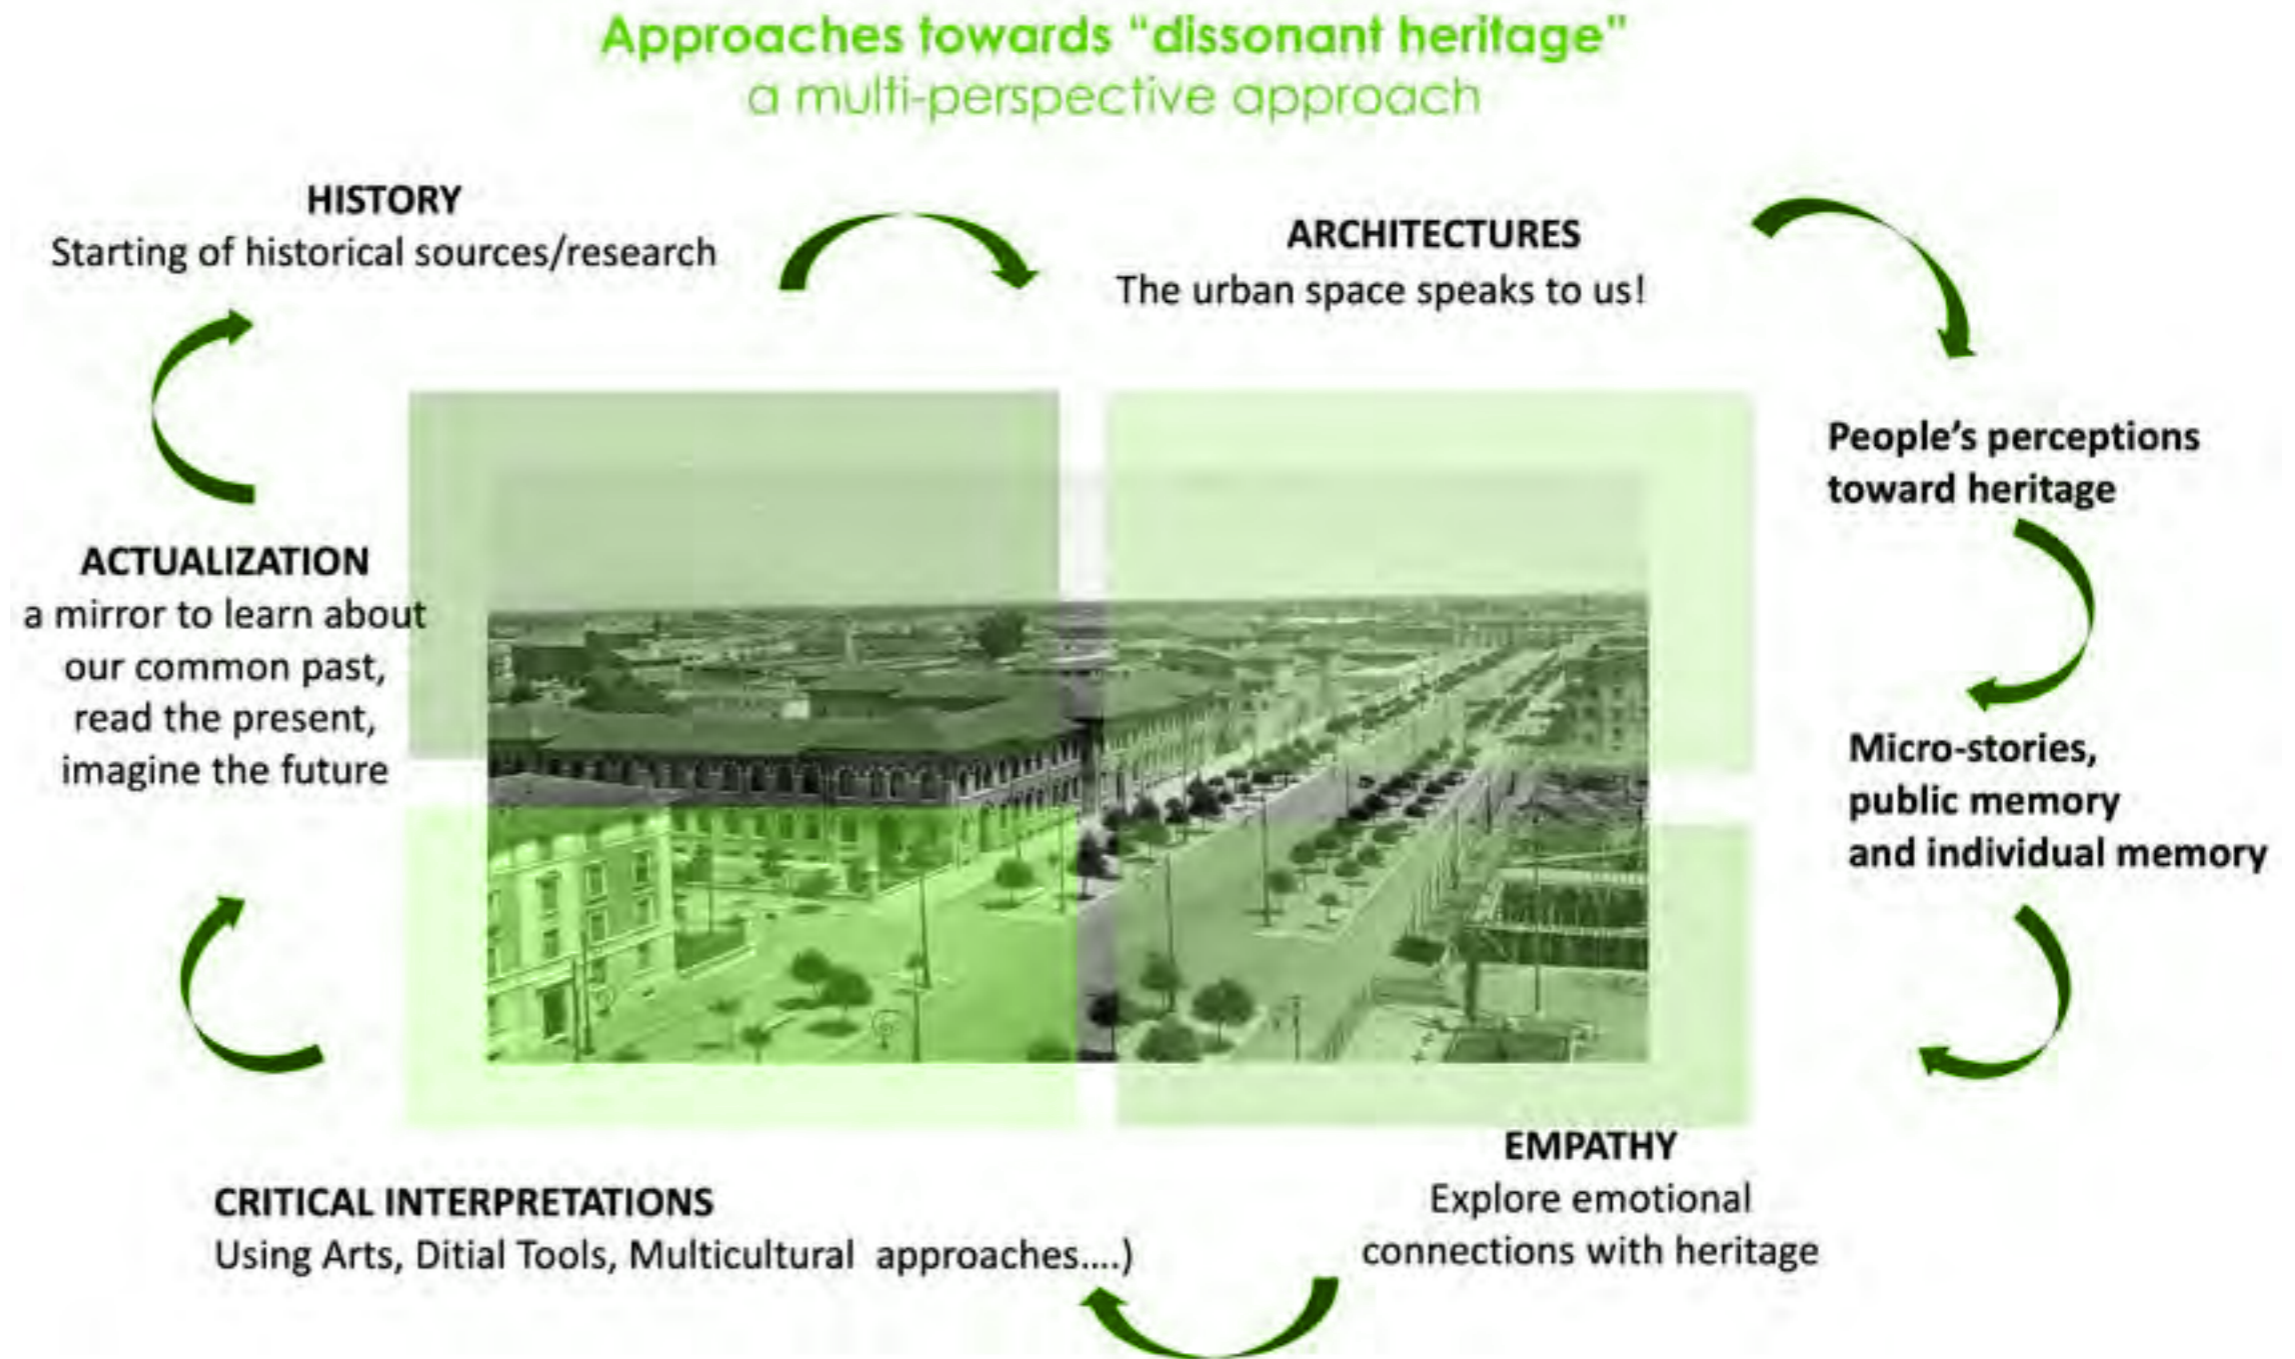 Approaches towards “dissonant heritage”
a multi-perspective approach
HISTORY
Starting of historical sources/research
ARCHITECTURES
The urban space speaks to us!
People’s perceptions
toward heritage
Micro-stories,
public memory
and individual memory
EMPATHY
Explore emotional
connections with heritage
CRITICAL INTERPRETATIONS
Using Arts, Ditial Tools, Multicultural approaches....)
ACTUALIZATION
a mirror to learn about
our common past,
read the present,
imagine the future